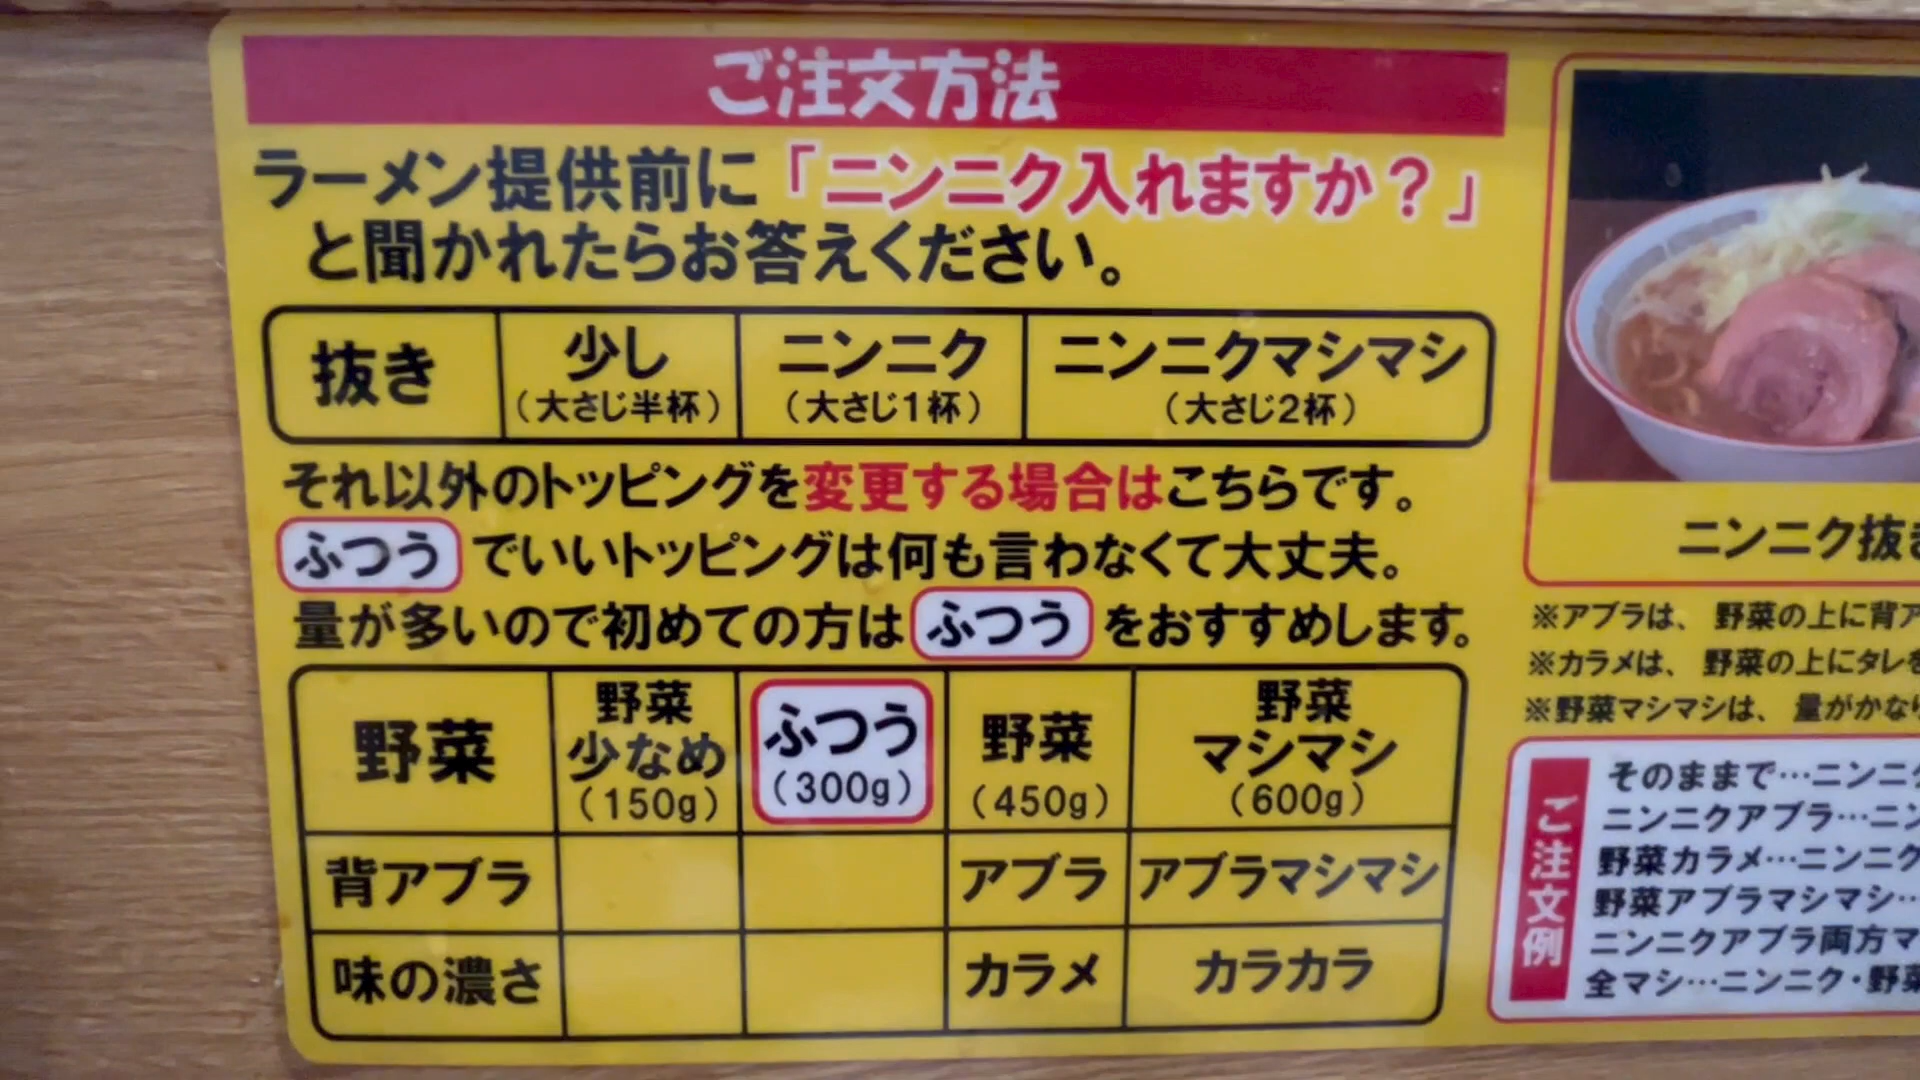 ご注文方法
ラーメン提供前に「ニンニク入れますか？」
と聞かれたらお答えください。
抜き 少し ニンニク ニンニクマシマシ
（大さじ半杯） （大さじ1杯） （大さじ2杯）
それ以外のトッピングを変更する場合はこちらです。
ふつう でいいトッピングは何も言わなくて大丈夫。
量が多いので初めての方は ふつう をおすすめします。
野菜 野菜少なめ（150g） ふつう（300g） 野菜（450g） 野菜マシマシ（600g）
背アブラ アブラ アブラマシマシ
味の濃さ カラメ カラカラ
ニンニク抜き
※アブラは、野菜の上に背ア
※カラメは、野菜の上にタレを
※野菜マシマシは、量がかなり
ご注文例
そのままで…ニンニク
ニンニクアブラ…ニン
野菜カラメ…ニンニク
野菜アブラマシマシ…
ニンニクアブラ両方マ
全マシ…ニンニク・野菜